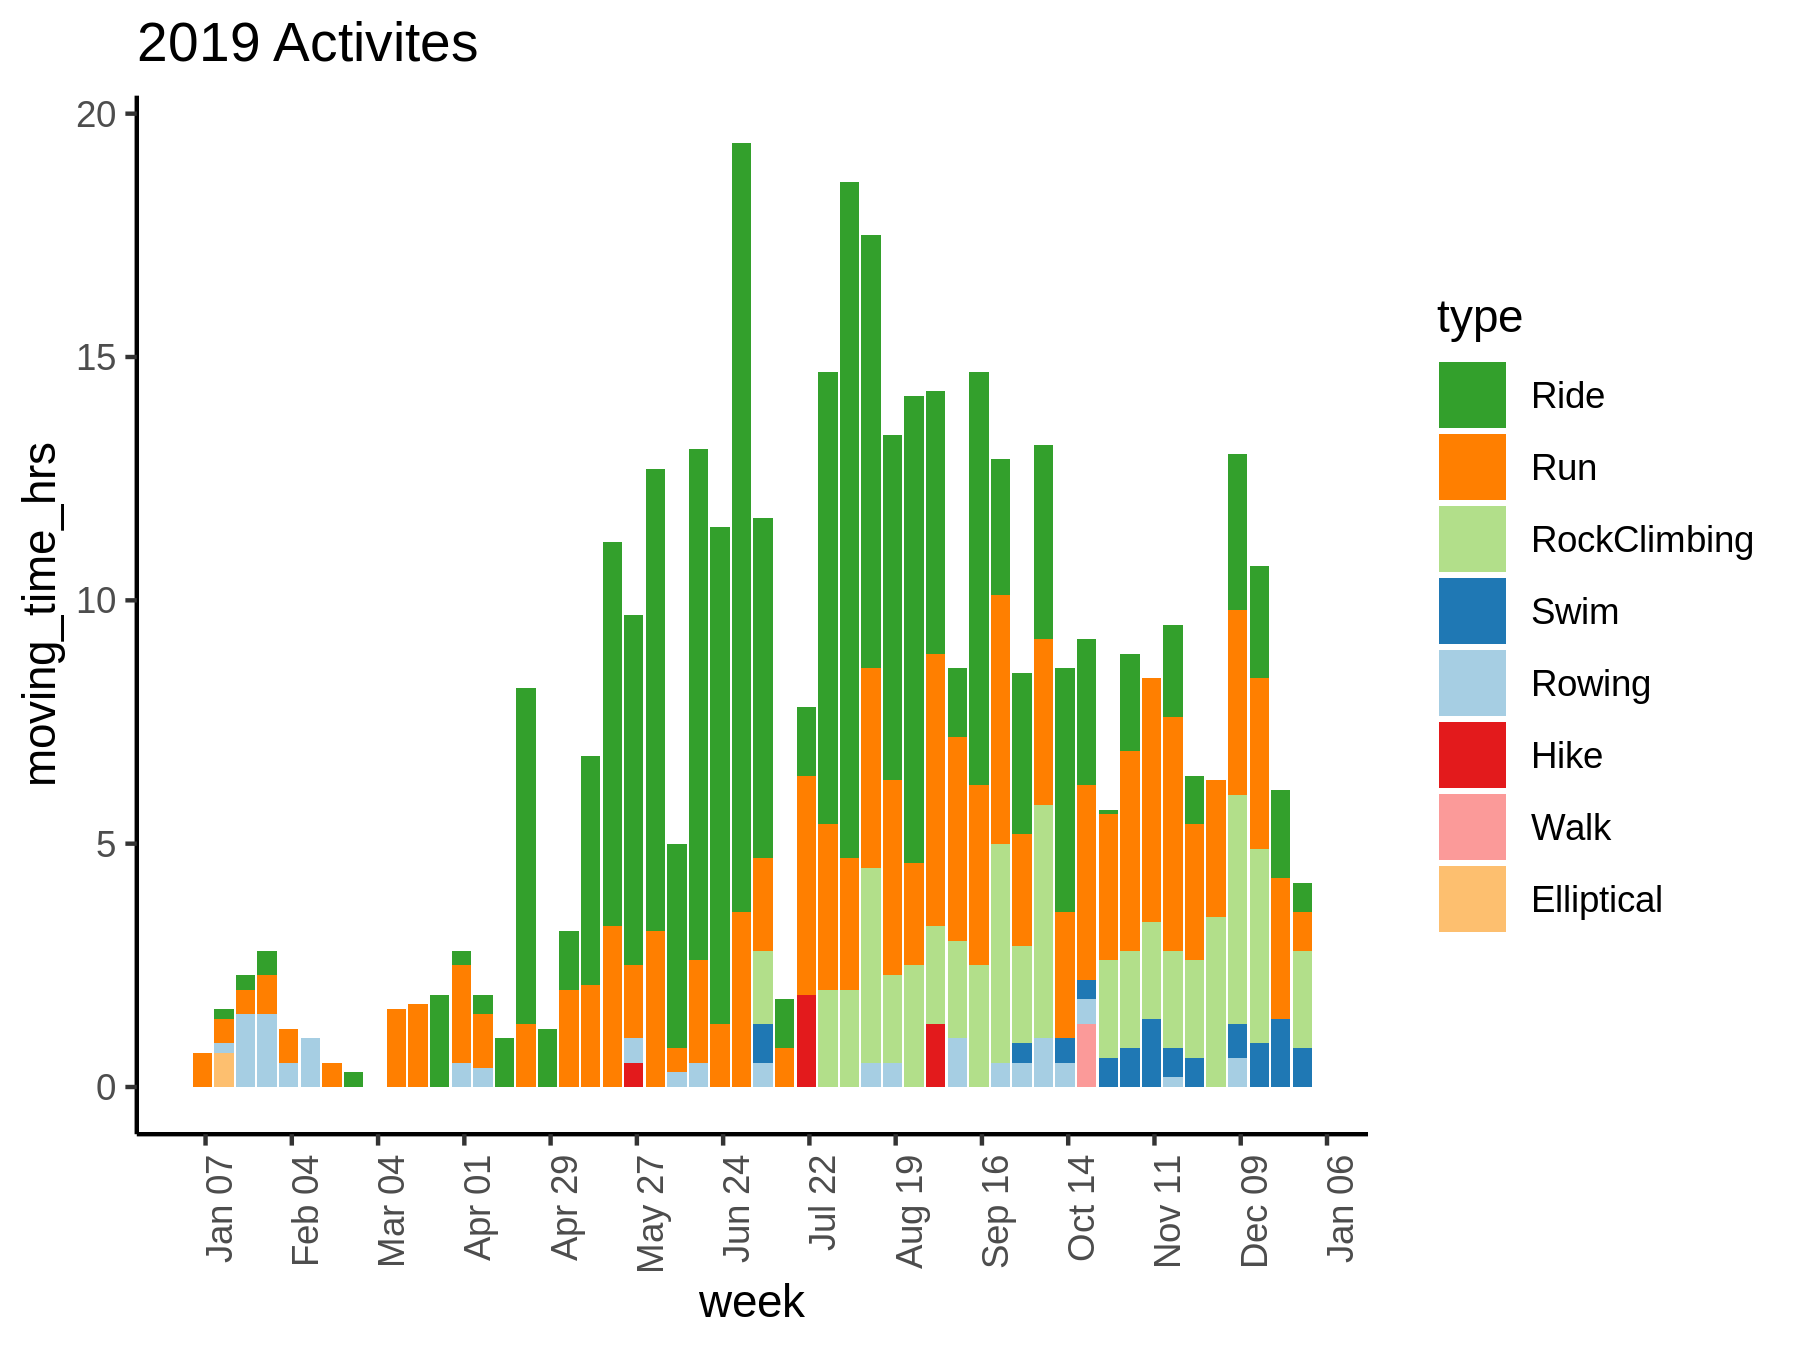 2019 Activites
20
15
10
5
0
moving_time_hrs
Jan 07
Feb 04
Mar 04
Apr 01
Apr 29
May 27
Jun 24
Jul 22
Aug 19
Sep 16
Oct 14
Nov 11
Dec 09
Jan 06
week
type
Ride
Run
RockClimbing
Swim
Rowing
Hike
Walk
Elliptical